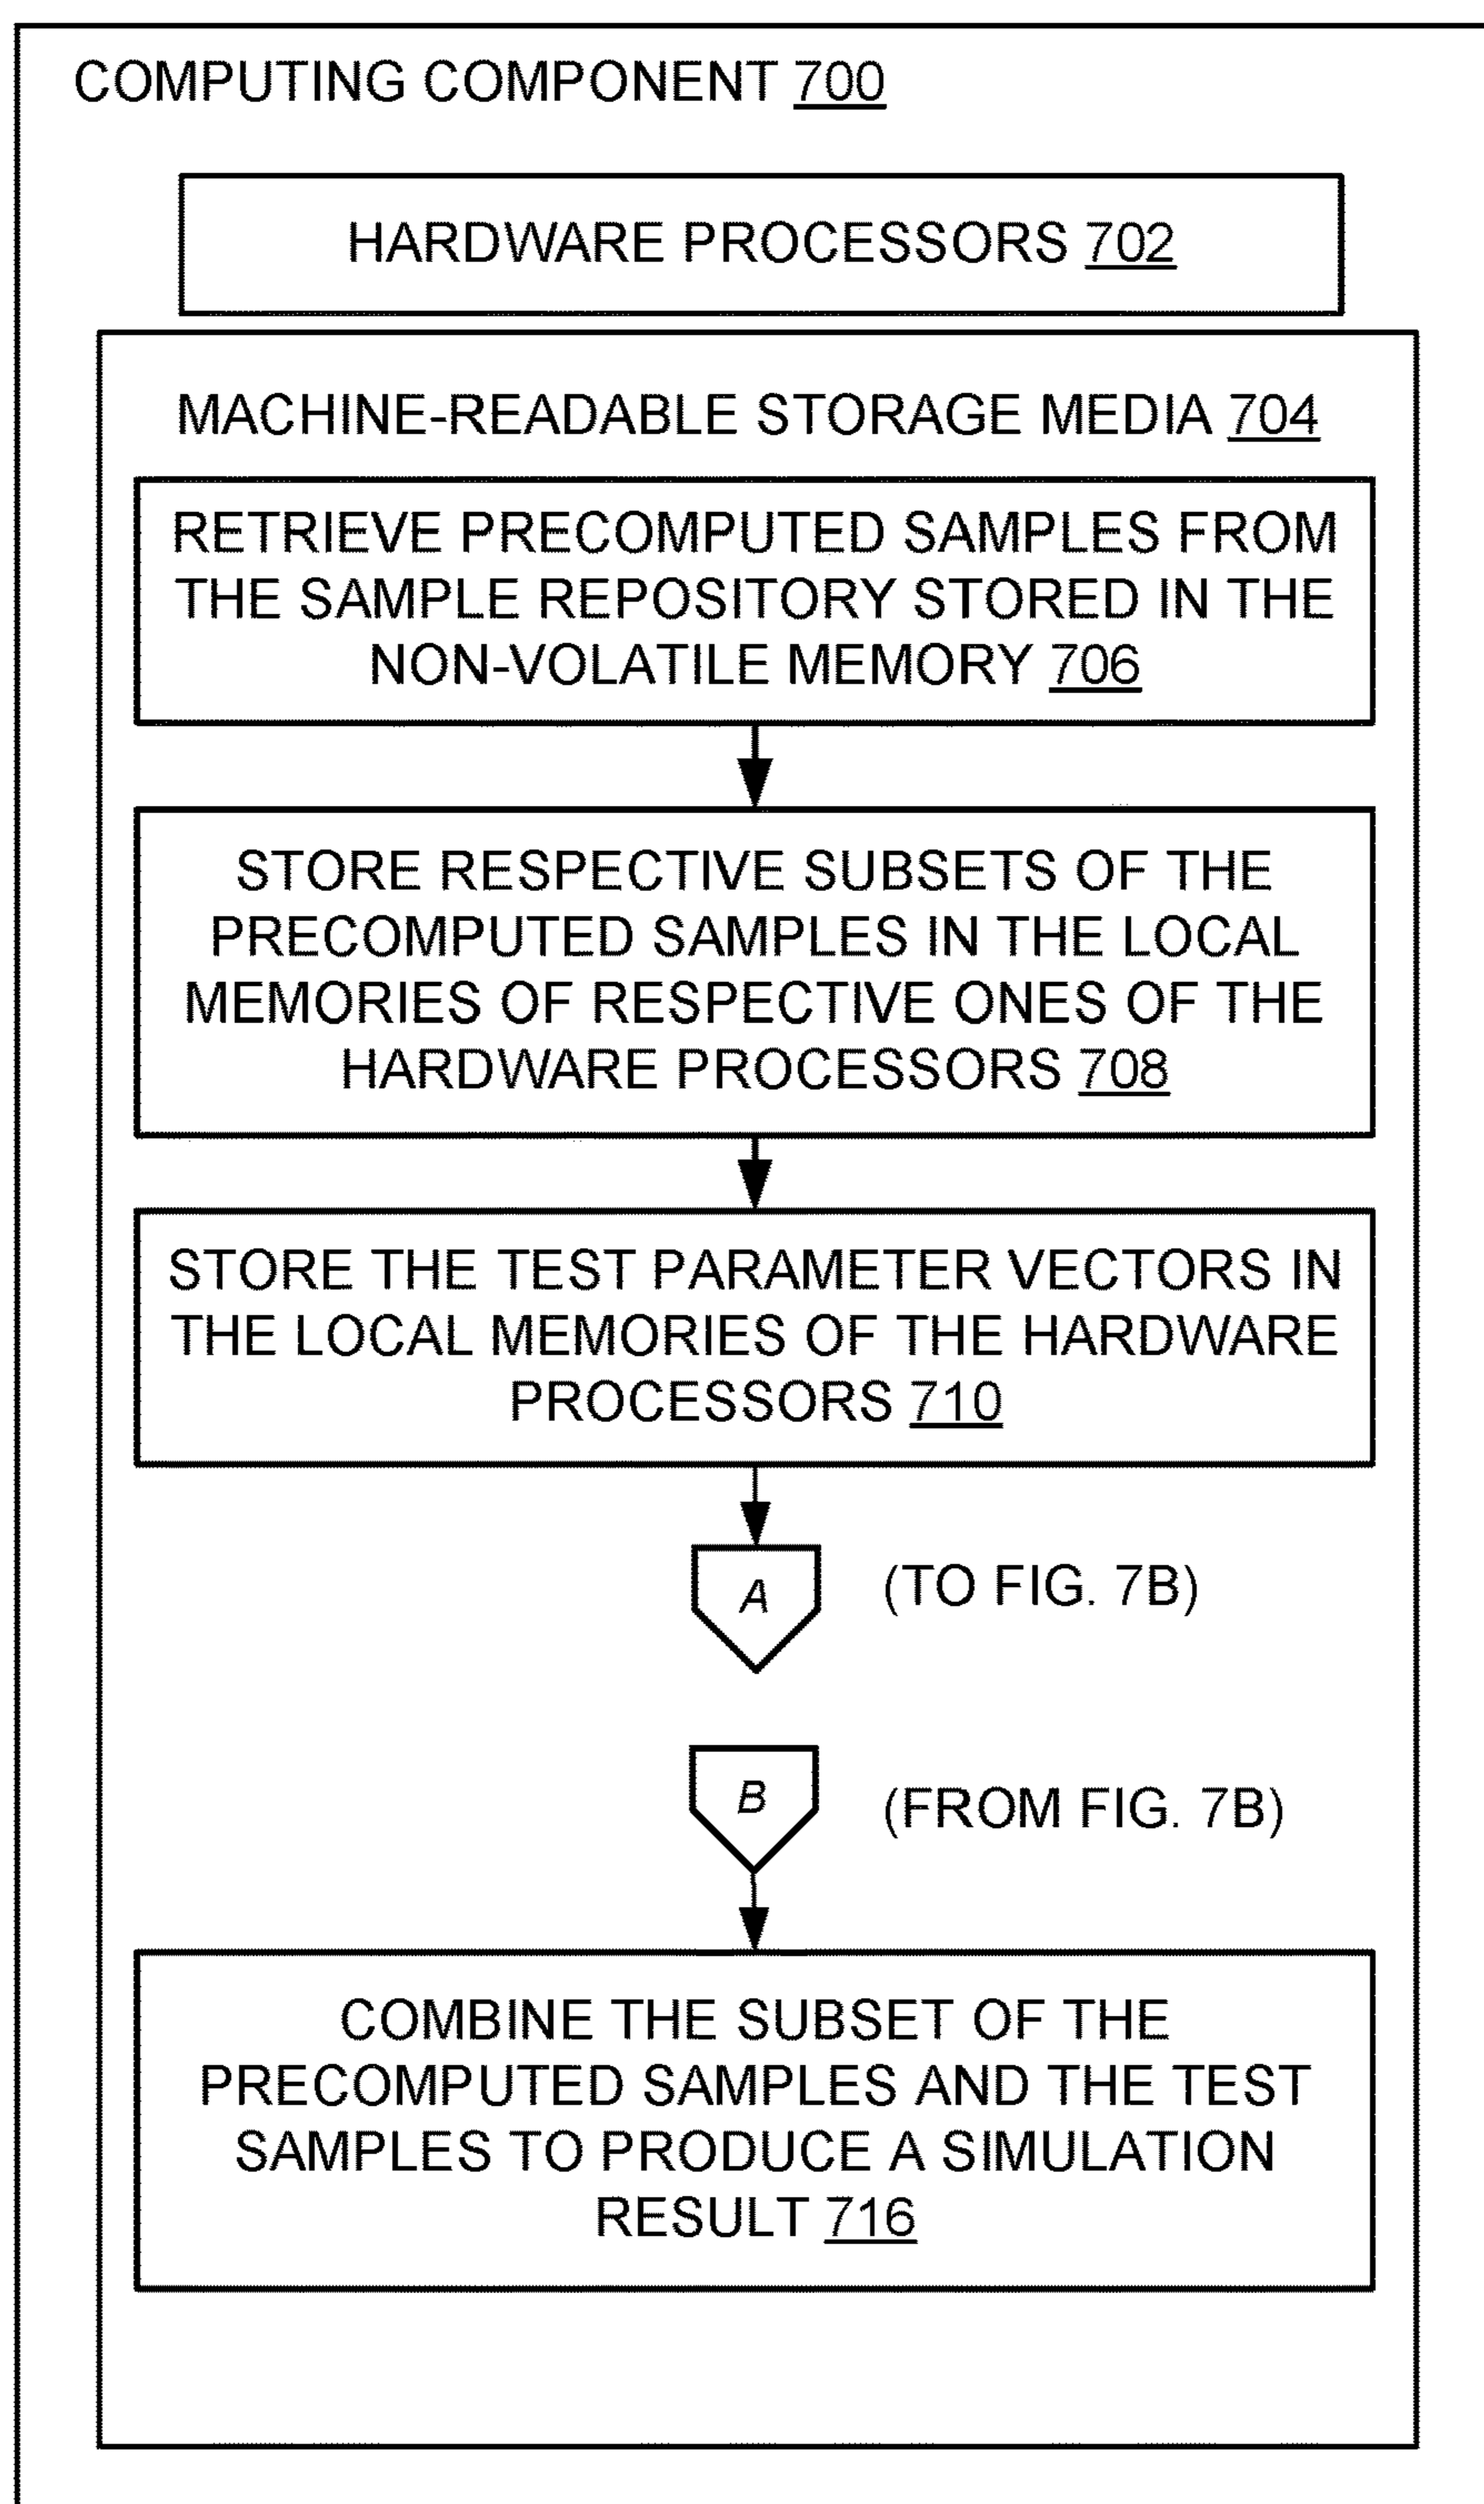 COMPUTING COMPONENT 700
HARDWARE PROCESSORS 702
MACHINE-READABLE STORAGE MEDIA 704
RETRIEVE PRECOMPUTED SAMPLES FROM
THE SAMPLE REPOSITORY STORED IN THE
NON-VOLATILE MEMORY 706
STORE RESPECTIVE SUBSETS OF THE
PRECOMPUTED SAMPLES IN THE LOCAL
MEMORIES OF RESPECTIVE ONES OF THE
HARDWARE PROCESSORS 708
STORE THE TEST PARAMETER VECTORS IN
THE LOCAL MEMORIES OF THE HARDWARE
PROCESSORS 710
A (TO FIG. 7B)
B (FROM FIG. 7B)
COMBINE THE SUBSET OF THE
PRECOMPUTED SAMPLES AND THE TEST
SAMPLES TO PRODUCE A SIMULATION
RESULT 716